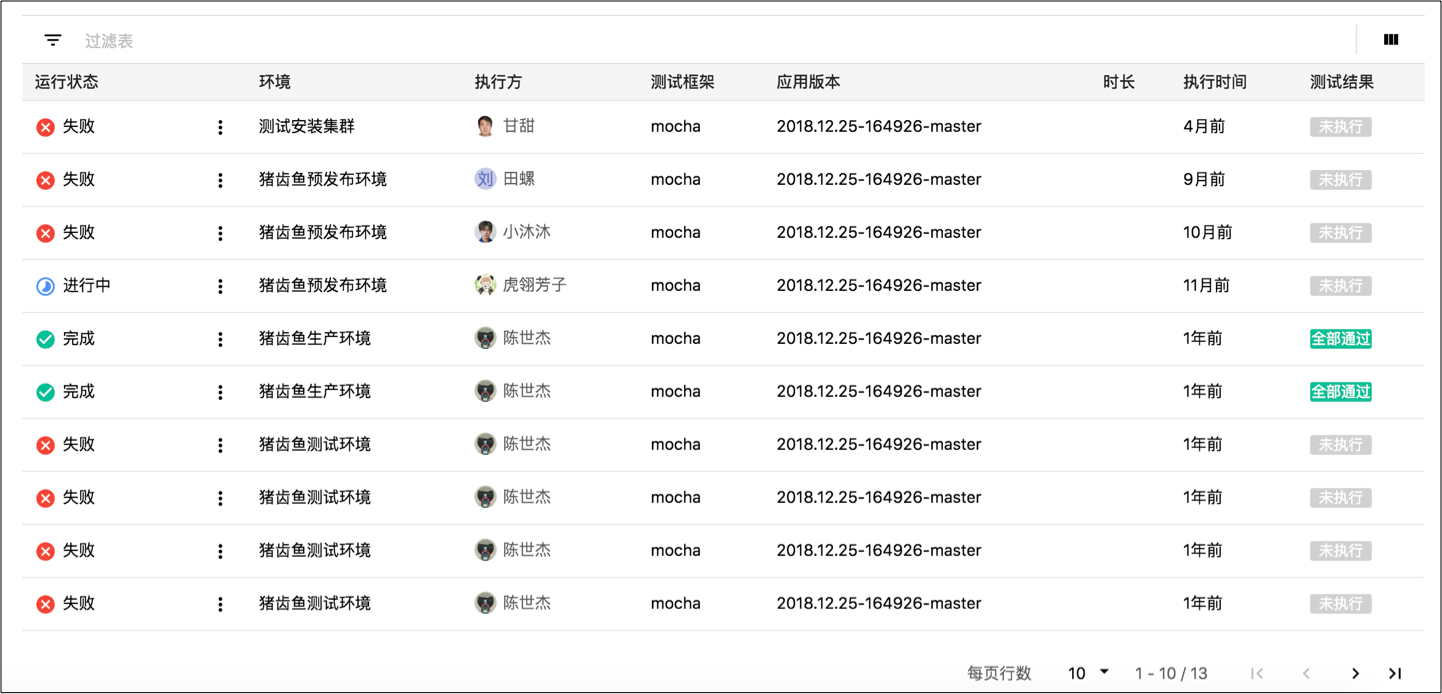 过滤表
运行状态 环境 执行方 测试框架 应用版本 时长 执行时间 测试结果
失败 测试安装集群 甘甜 mocha 2018.12.25-164926-master 4月前 未执行
失败 猪齿鱼预发布环境 刘 田螺 mocha 2018.12.25-164926-master 9月前 未执行
失败 猪齿鱼预发布环境 小沐沐 mocha 2018.12.25-164926-master 10月前 未执行
进行中 猪齿鱼预发布环境 虎翎芳子 mocha 2018.12.25-164926-master 11月前 未执行
完成 猪齿鱼生产环境 陈世杰 mocha 2018.12.25-164926-master 1年前 全部通过
完成 猪齿鱼生产环境 陈世杰 mocha 2018.12.25-164926-master 1年前 全部通过
失败 猪齿鱼测试环境 陈世杰 mocha 2018.12.25-164926-master 1年前 未执行
失败 猪齿鱼测试环境 陈世杰 mocha 2018.12.25-164926-master 1年前 未执行
失败 猪齿鱼测试环境 陈世杰 mocha 2018.12.25-164926-master 1年前 未执行
失败 猪齿鱼测试环境 陈世杰 mocha 2018.12.25-164926-master 1年前 未执行
每页行数 10 1 - 10 / 13